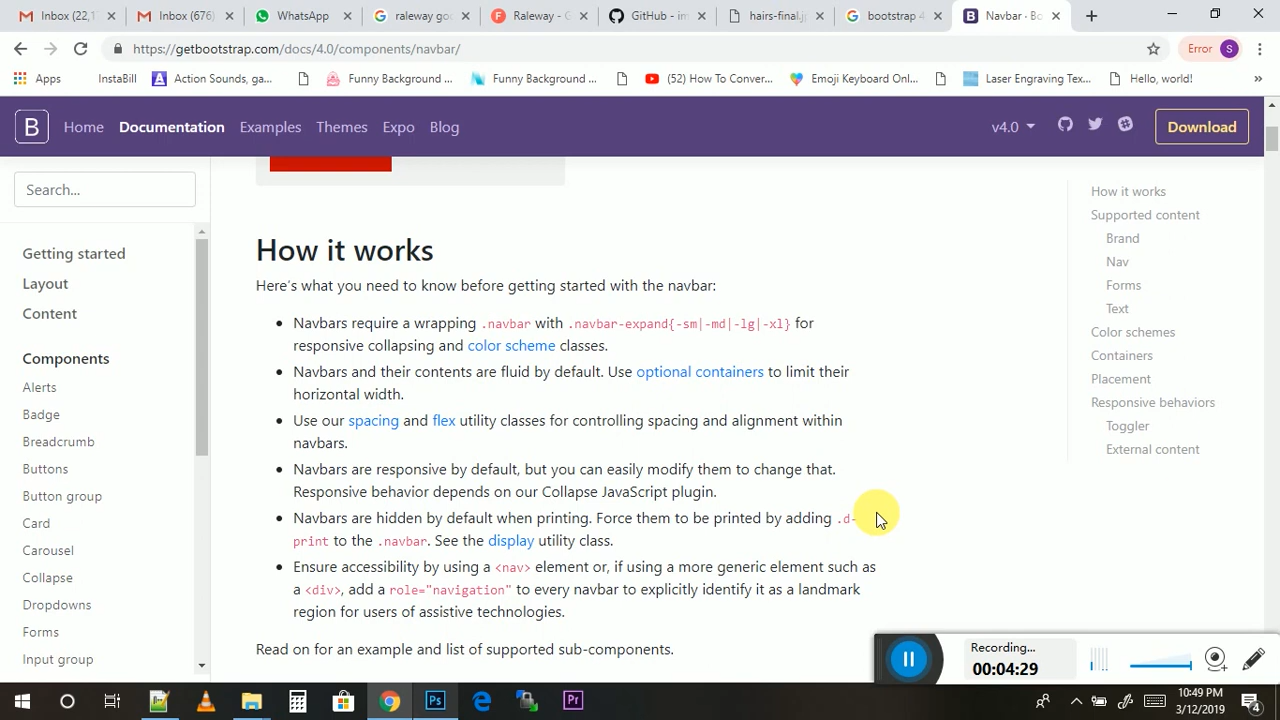 Inbox (22,1
Inbox (676)
WhatsApp
raleway goo
Raleway - G
GitHub - im
hairs-final.jp
bootstrap 4
Navbar · Bo
https://getbootstrap.com/docs/4.0/components/navbar/
Error
S
Apps
InstaBill
Action Sounds, ga...
Funny Background ...
Funny Background ...
(52) How To Conver...
Emoji Keyboard Onl...
Laser Engraving Tex...
Hello, world!
»
B
Home
Documentation
Examples
Themes
Expo
Blog
v4.0
Download
Search...
Getting started
Layout
Content
Components
Alerts
Badge
Breadcrumb
Buttons
Button group
Card
Carousel
Collapse
Dropdowns
Forms
Input group
How it works
Here's what you need to know before getting started with the navbar:
• Navbars require a wrapping .navbar with .navbar-expand{-sm|-md|-lg|-xl} for
responsive collapsing and color scheme classes.
• Navbars and their contents are fluid by default. Use optional containers to limit their
horizontal width.
• Use our spacing and flex utility classes for controlling spacing and alignment within
navbars.
• Navbars are responsive by default, but you can easily modify them to change that.
Responsive behavior depends on our Collapse JavaScript plugin.
• Navbars are hidden by default when printing. Force them to be printed by adding .d-
print to the .navbar. See the display utility class.
• Ensure accessibility by using a <nav> element or, if using a more generic element such as
a <div>, add a role="navigation" to every navbar to explicitly identify it as a landmark
region for users of assistive technologies.
Read on for an example and list of supported sub-components.
How it works
Supported content
Brand
Nav
Forms
Text
Color schemes
Containers
Placement
Responsive behaviors
Toggler
External content
Recording...
00:04:29
Ps
Pr
10:49 PM
3/12/2019
4